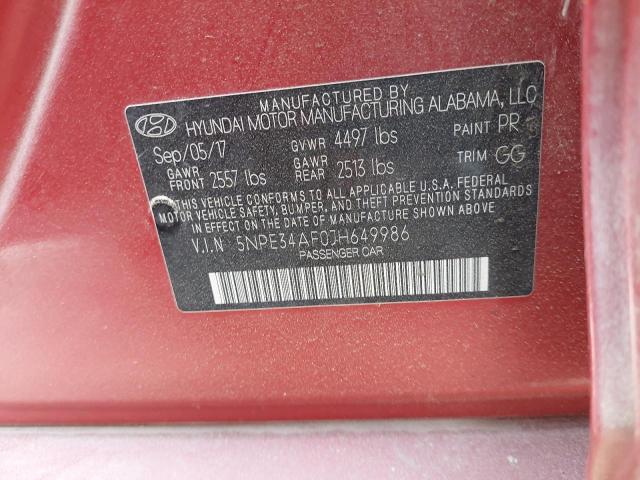 MANUFACTURED BY
HYUNDAI MOTOR MANUFACTURING ALABAMA, LLC
Sep/05/17 GVWR 4497 lbs PAINT PR
GAWR FRONT 2557 lbs GAWR REAR 2513 lbs TRIM GG
THIS VEHICLE CONFORMS TO ALL APPLICABLE U.S.A. FEDERAL
MOTOR VEHICLE SAFETY, BUMPER, AND THEFT PREVENTION STANDARDS
IN EFFECT ON THE DATE OF MANUFACTURE SHOWN ABOVE.
V.I.N 5NPE34AF0JH649986
PASSENGER CAR